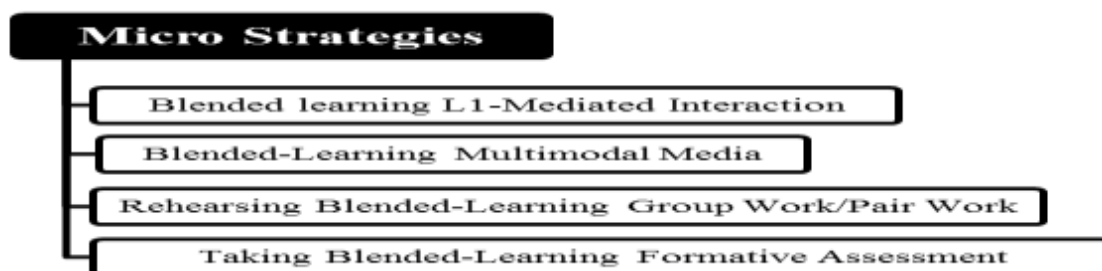 Micro Strategies
Blended learning L1-Mediated Interaction
Blended-Learning Multimodal Media
Rehearsing Blended-Learning Group Work/Pair Work
Taking Blended-Learning Formative Assessment